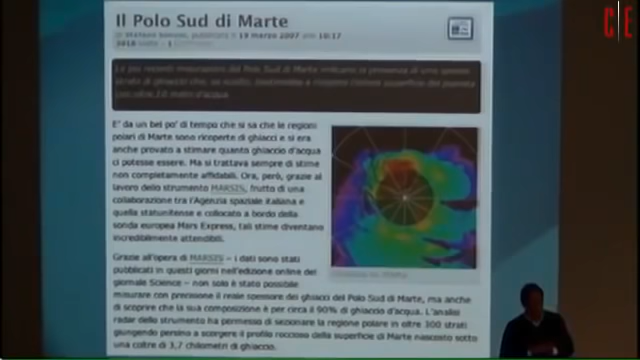 CE
Il Polo Sud di Marte
19 marzo 2007 alle 10:17
E' da un bel po' di tempo che si sa che le regioni
polari di Marte sono ricoperte di ghiacci e si era
anche provato a stimare quanto ghiaccio d'acqua
ci potesse essere. Ma si trattava sempre di stime
non completamente affidabili. Ora, però, grazie al
lavoro dello strumento MARSIS, frutto di una
collaborazione tra l'Agenzia spaziale italiana e
quella statunitense e collocato a bordo della
sonda europea Mars Express, tali stime diventano
incredibilmente attendibili.
Grazie all'opera di MARSIS – i dati sono stati
pubblicati in questi giorni nell'edizione online del
giornale Science – non solo è stato possibile
misurare con precisione il reale spessore dei ghiacci del Polo Sud di Marte, ma anche
di scoprire che la sua composizione è per circa il 90% di ghiaccio d'acqua. L'analisi
radar dello strumento ha permesso di sezionare la regione polare in oltre 300 strati
giungendo persino a scorgere il profilo roccioso della superficie di Marte nascosto sotto
una coltre di 3,7 chilometri di ghiaccio.